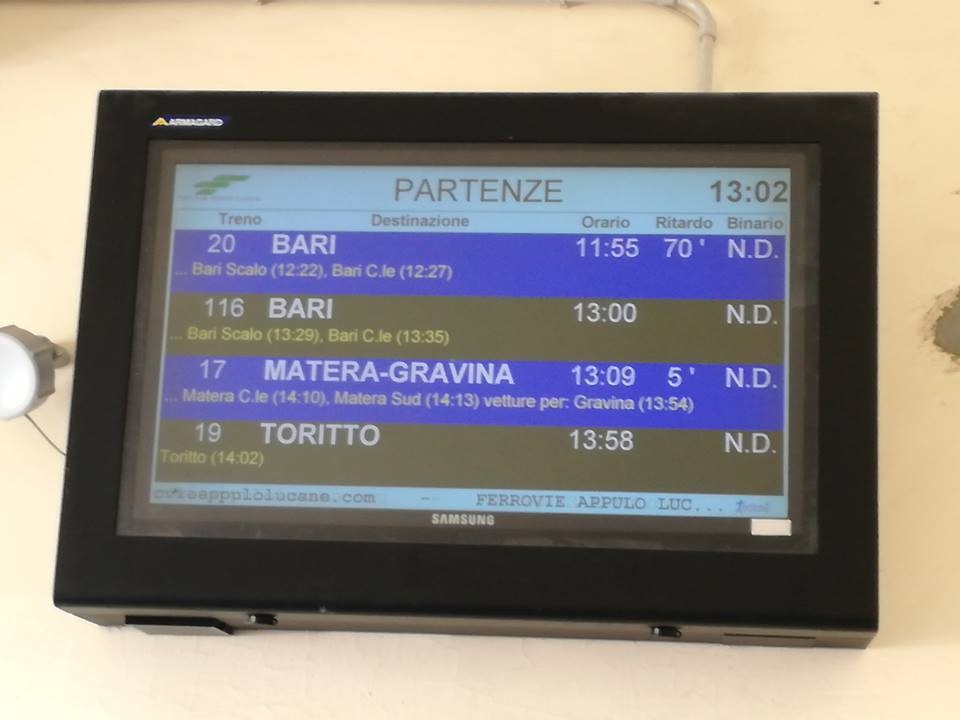 ARMAGARD
PARTENZE 13:02
Treno Destinazione Orario Ritardo Binario
20 BARI 11:55 70 ' N.D.
... Bari Scalo (12:22), Bari C.le (12:27)
116 BARI 13:00 N.D.
... Bari Scalo (13:29), Bari C.le (13:35)
17 MATERA-GRAVINA 13:09 5 ' N.D.
... Matera C.le (14:10), Matera Sud (14:13) vetture per: Gravina (13:54)
19 TORITTO 13:58 N.D.
Toritto (14:02)
- FERROVIE APPULO LUC...
SAMSUNG